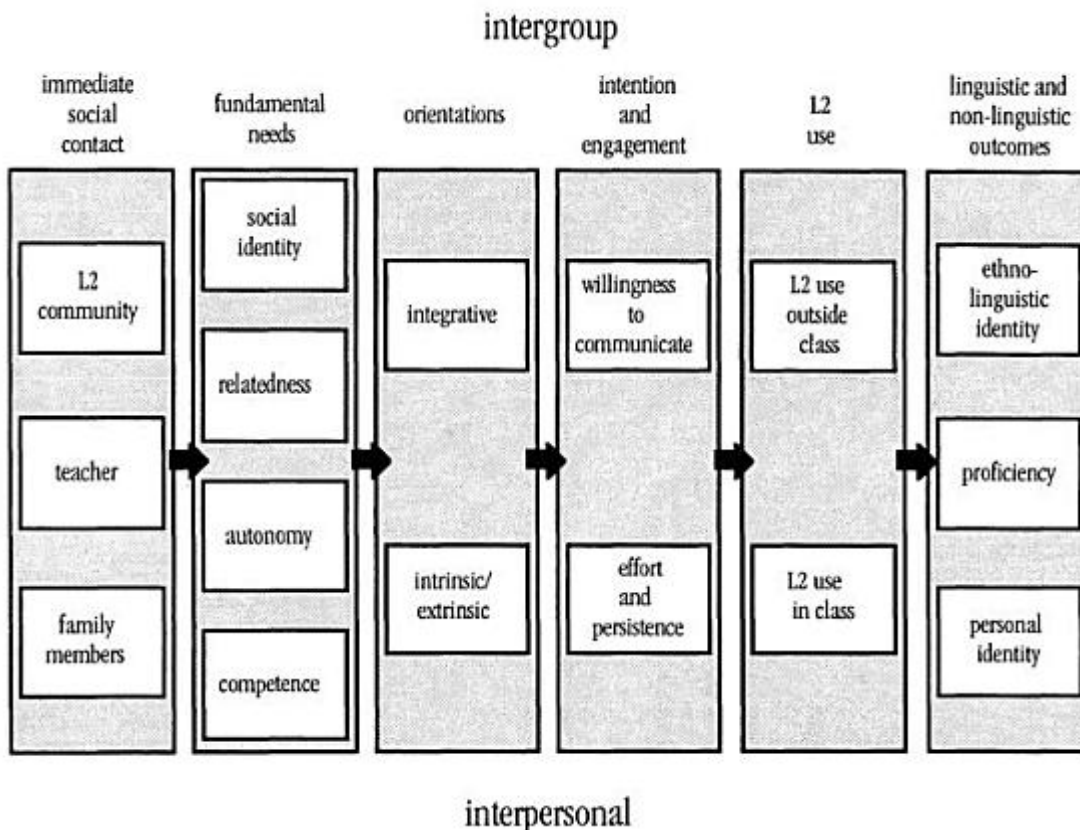 intergroup
immediate
social
contact
fundamental
needs
orientations
intention
and
engagement
L2
use
linguistic and
non-linguistic
outcomes
L2
community
teacher
family
members
social
identity
relatedness
autonomy
competence
integrative
intrinsic/
extrinsic
willingness
to
communicate
effort
and
persistence
L2 use
outside
class
L2 use
in class
ethno-
linguistic
identity
proficiency
personal
identity
interpersonal